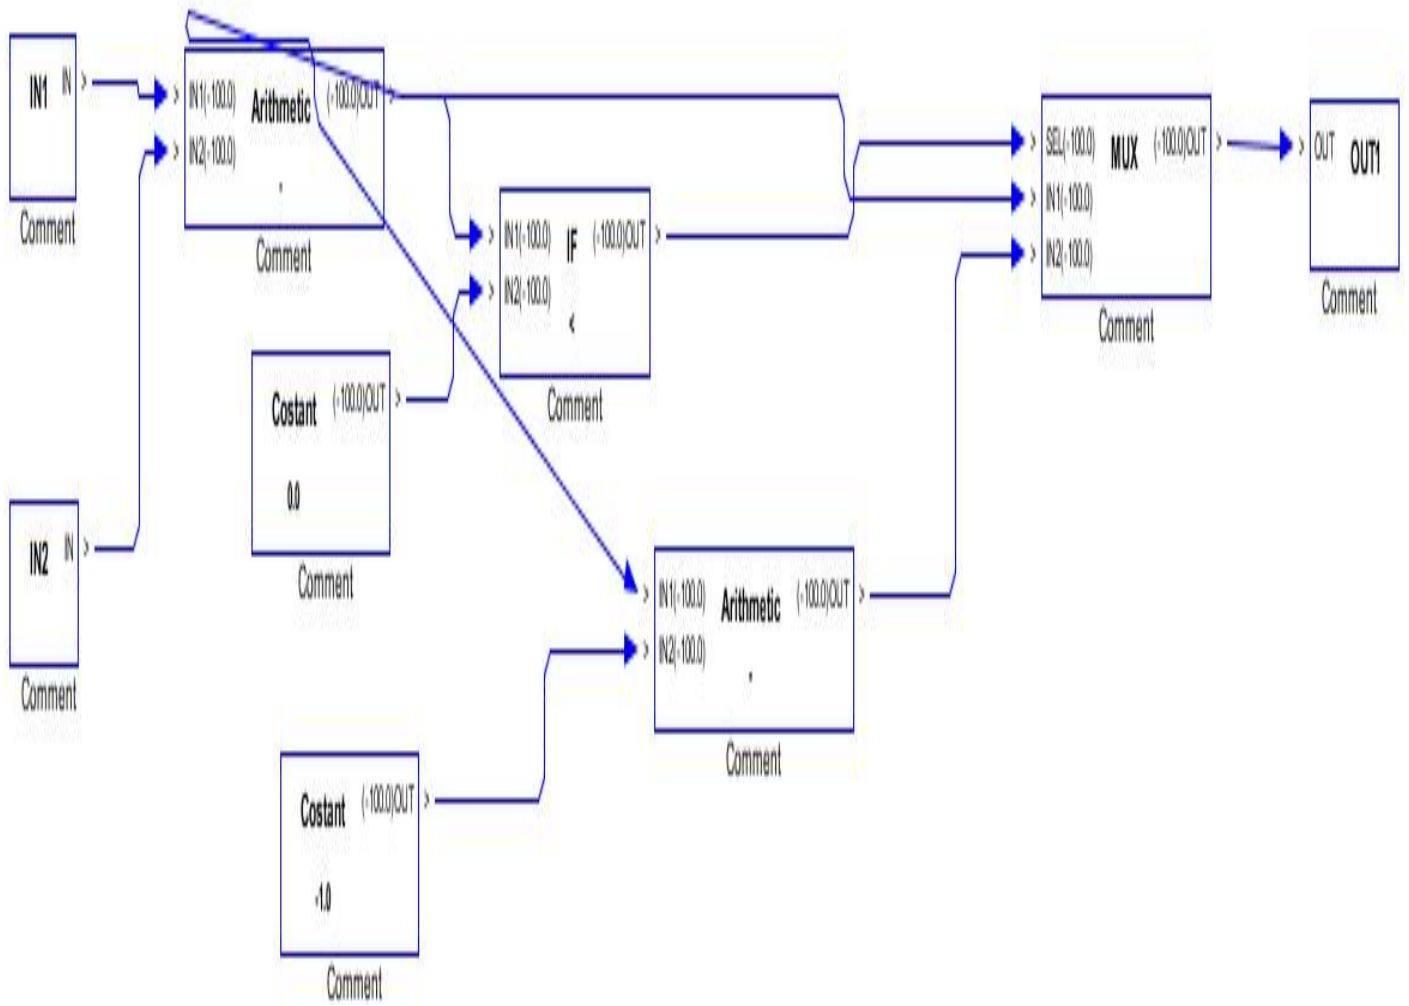 IN1 IN
Comment
IN1(-100.0) Arithmetic (-100.0)OUT
IN2(-100.0)
Comment
IN1(-100.0) IF (-100.0)OUT
IN2(-100.0)
<
Comment
SEL(-100.0) MUX (-100.0)OUT
IN1(-100.0)
IN2(-100.0)
Comment
OUT OUT1
Comment
Costant (-100.0)OUT
0.0
Comment
IN2 IN
Comment
IN1(-100.0) Arithmetic (-100.0)OUT
IN2(-100.0)
*
Comment
Costant (-100.0)OUT
-1.0
Comment